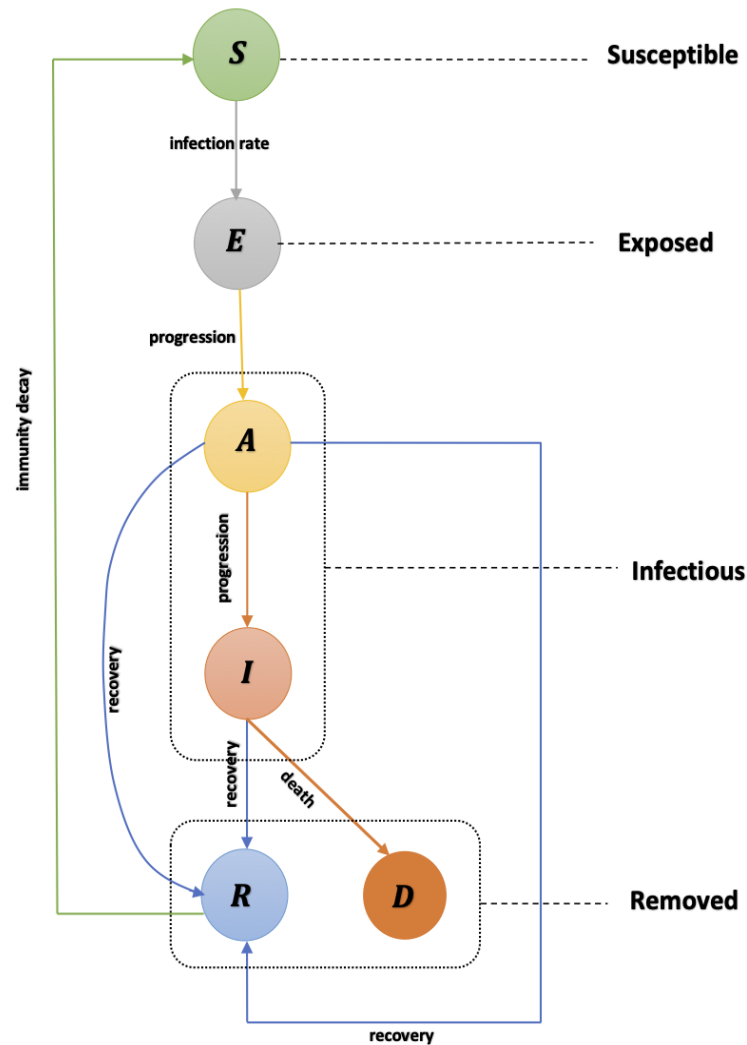 S
Susceptible
infection rate
E
Exposed
progression
immunity decay
A
progression
Infectious
recovery
I
recovery
death
R
D
Removed
recovery